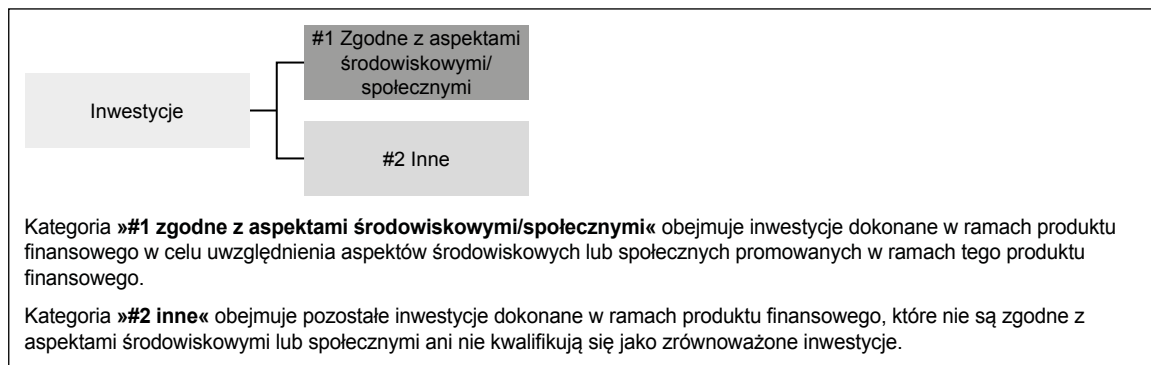 #1 Zgodne z aspektami
środowiskowymi/
społecznymi
Inwestycje
#2 Inne
Kategoria »#1 zgodne z aspektami środowiskowymi/społecznymi« obejmuje inwestycje dokonane w ramach produktu
finansowego w celu uwzględnienia aspektów środowiskowych lub społecznych promowanych w ramach tego produktu
finansowego.
Kategoria »#2 inne« obejmuje pozostałe inwestycje dokonane w ramach produktu finansowego, które nie są zgodne z
aspektami środowiskowymi lub społecznymi ani nie kwalifikują się jako zrównoważone inwestycje.